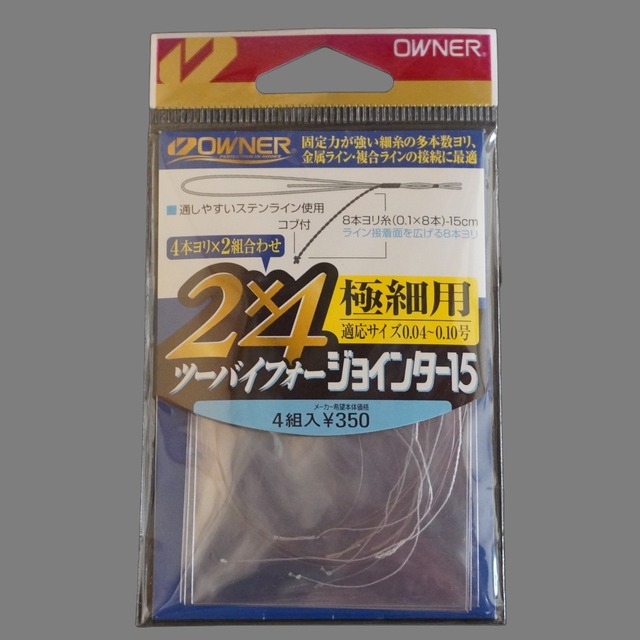 OWNER
OWNER
固定力が強い細糸の多本数ヨリ、
金属ライン・複合ラインの接続に最適
通しやすいステンライン使用
コブ付
8本ヨリ糸(0.1×8本)-15cm
ライン接着面を広げる8本ヨリ
4本ヨリ×2組合わせ
2×4
極細用
適応サイズ0.04~0.10号
ツーバイフォージョインター15
メーカー希望本体価格
4組入¥350